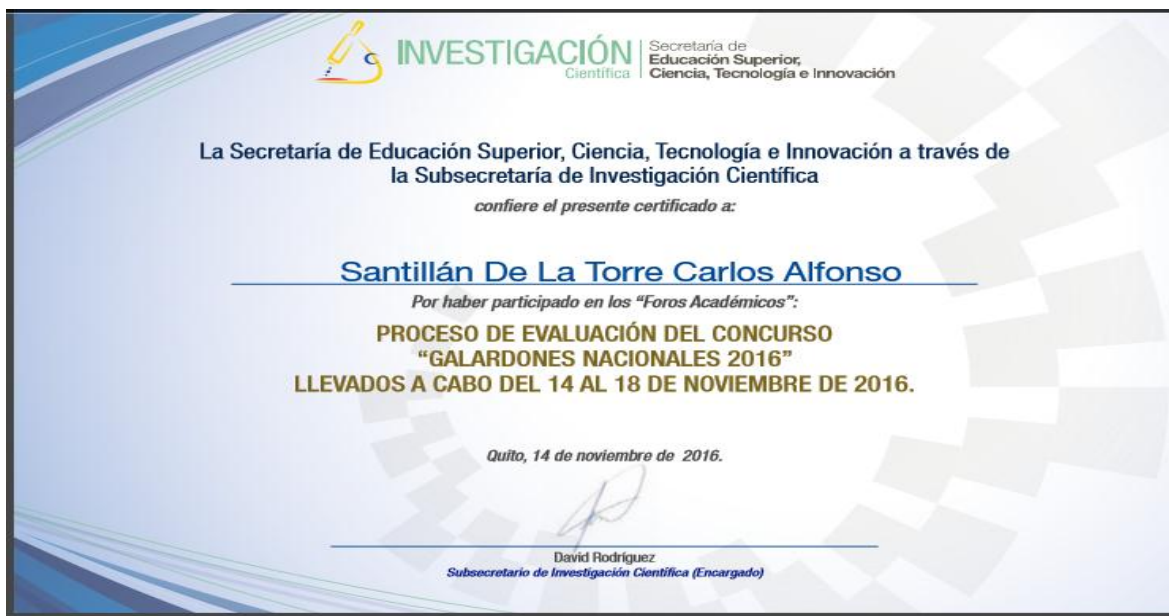 INVESTIGACIÓN
Científica
Secretaría de
Educación Superior,
Ciencia, Tecnología e Innovación
La Secretaría de Educación Superior, Ciencia, Tecnología e Innovación a través de
la Subsecretaría de Investigación Científica
confiere el presente certificado a:
Santillán De La Torre Carlos Alfonso
Por haber participado en los “Foros Académicos”:
PROCESO DE EVALUACIÓN DEL CONCURSO
“GALARDONES NACIONALES 2016”
LLEVADOS A CABO DEL 14 AL 18 DE NOVIEMBRE DE 2016.
Quito, 14 de noviembre de 2016.
David Rodríguez
Subsecretario de Investigación Científica (Encargado)